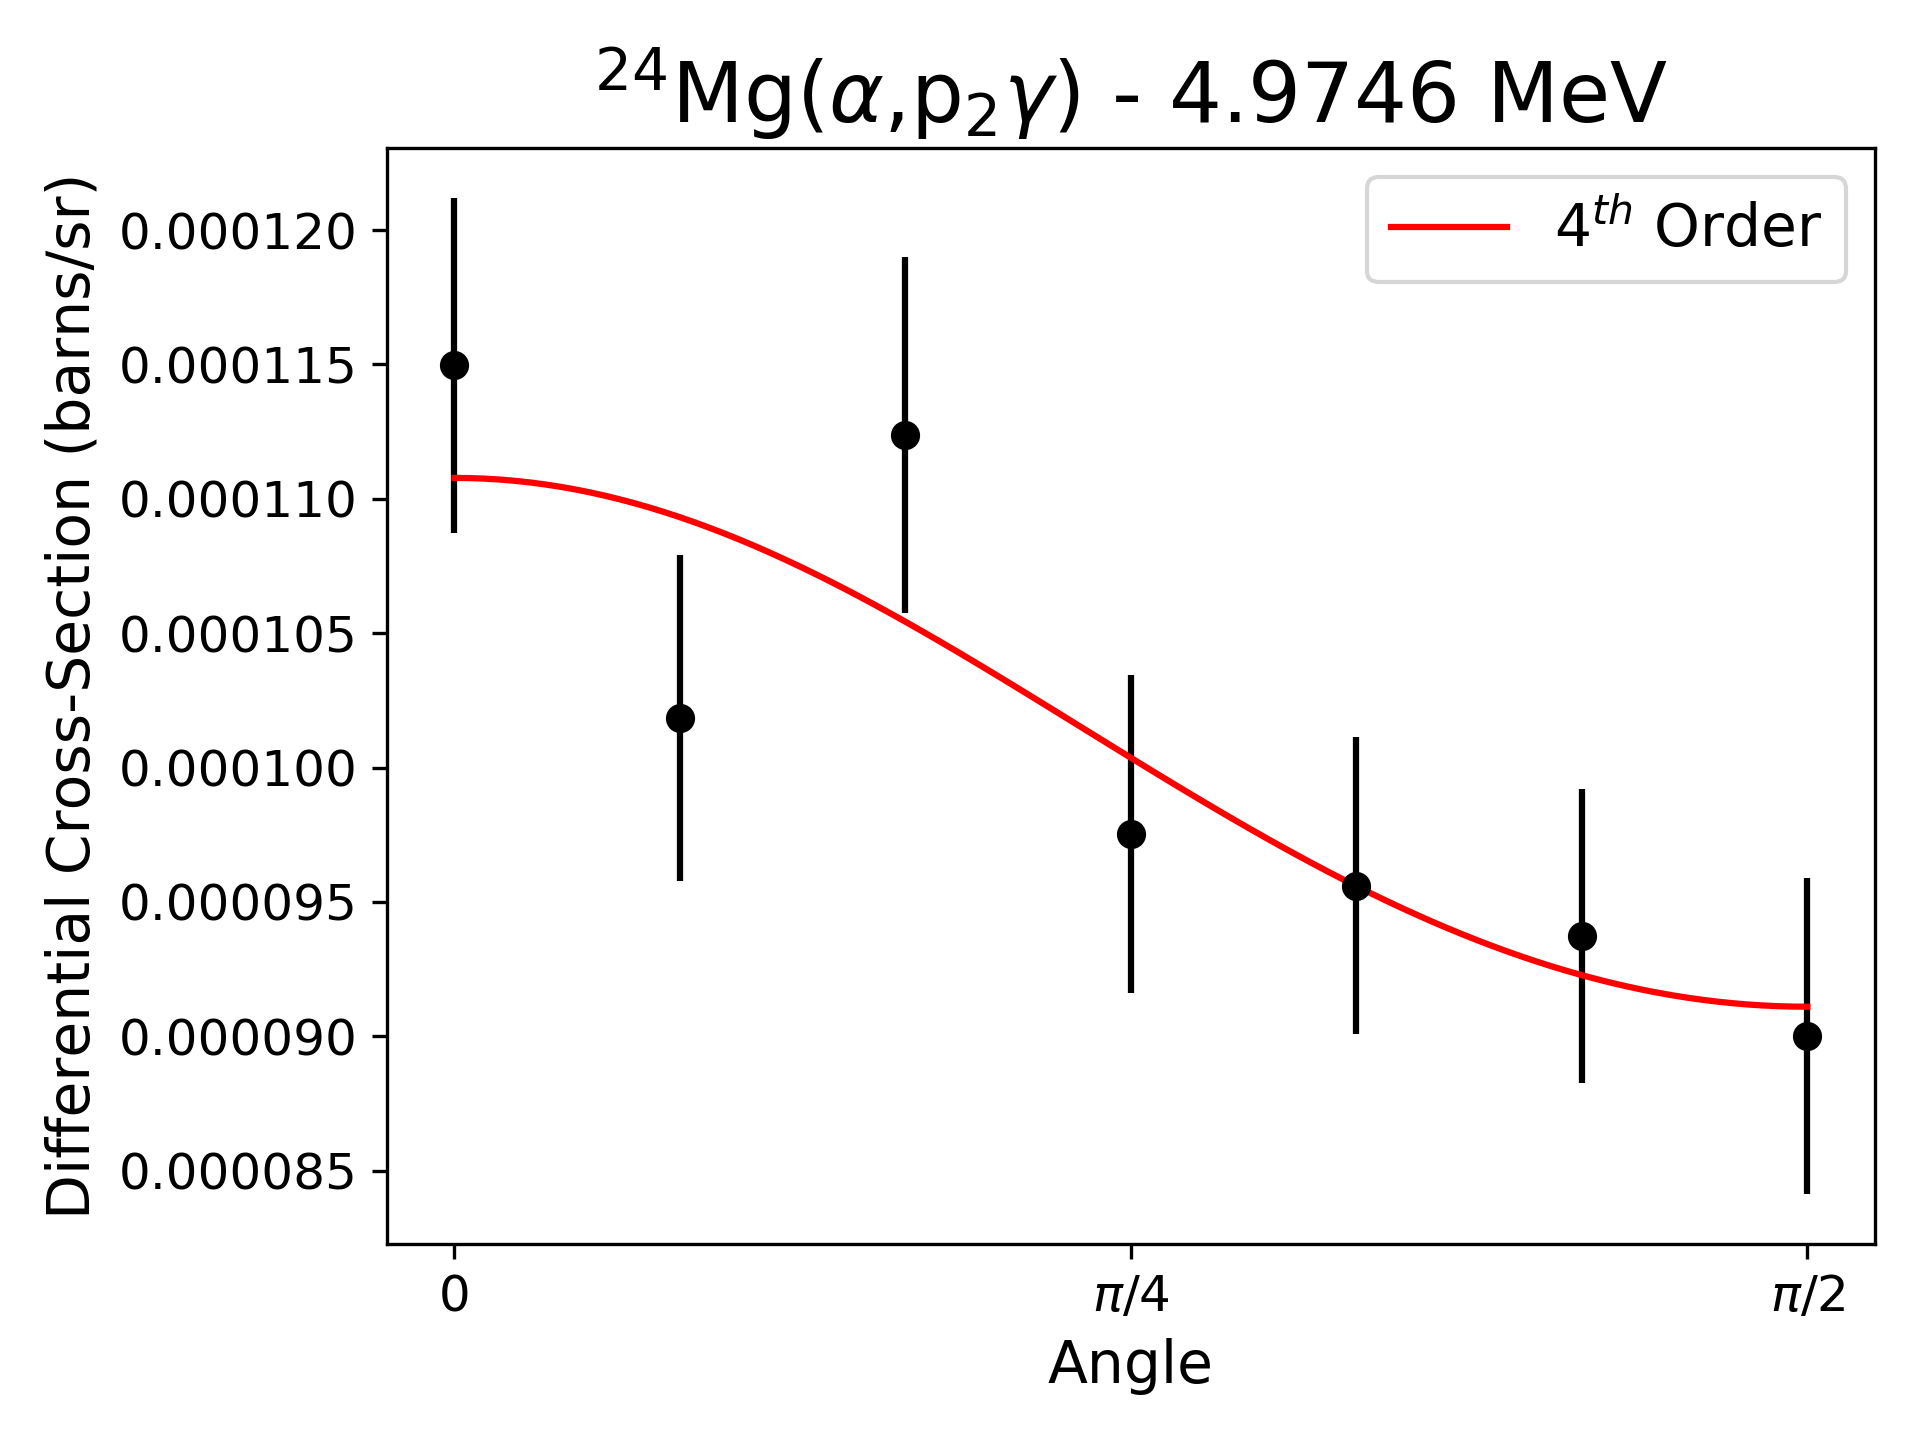 ²⁴Mg(α,p₂γ) - 4.9746 MeV
4ᵗʰ Order
Differential Cross-Section (barns/sr)
0.000120
0.000115
0.000110
0.000105
0.000100
0.000095
0.000090
0.000085
0 π/4 π/2
Angle